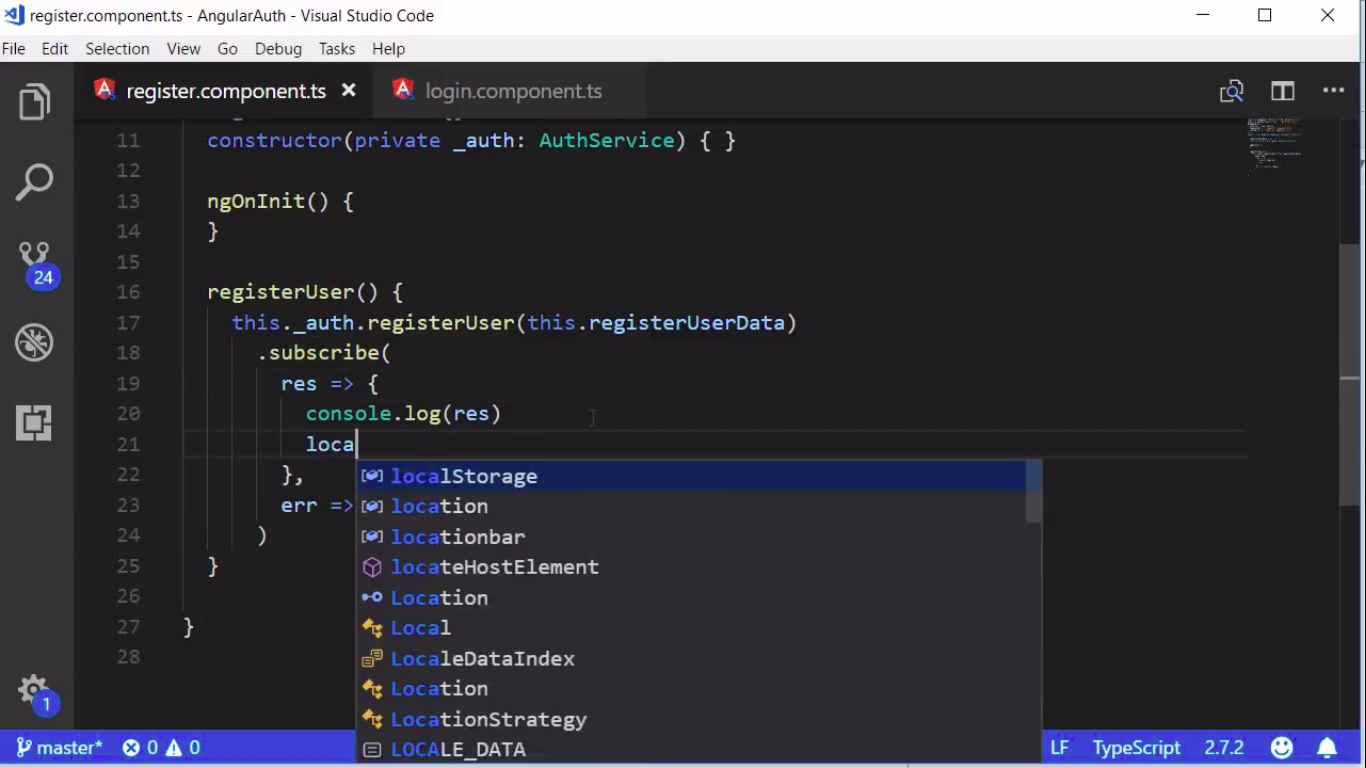 register.component.ts - AngularAuth - Visual Studio Code
File Edit Selection View Go Debug Tasks Help
register.component.ts login.component.ts
11 constructor(private _auth: AuthService) { }
12
13 ngOnInit() {
14 }
15
16 registerUser() {
17 this._auth.registerUser(this.registerUserData)
18 .subscribe(
19 res => {
20 console.log(res)
21 loca
22 },
23 err =>
24 )
25 }
26
27 }
28
localStorage
location
locationbar
locateHostElement
Location
Local
LocaleDataIndex
Location
LocationStrategy
LOCALE_DATA
24
1
master* 0 0 LF TypeScript 2.7.2